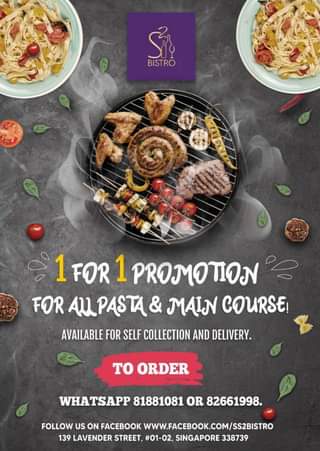 S2
BISTRO
1 FOR 1 PROMOTION
FOR ALL PASTA & MAIN COURSE!
AVAILABLE FOR SELF COLLECTION AND DELIVERY.
TO ORDER
WHATSAPP 81881081 OR 82661998.
FOLLOW US ON FACEBOOK WWW.FACEBOOK.COM/SS2BISTRO
139 LAVENDER STREET, #01-02, SINGAPORE 338739